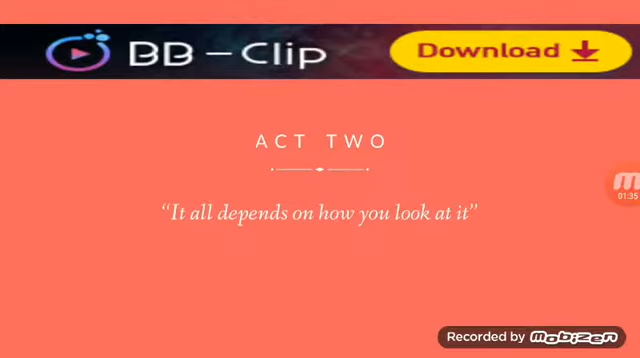 BB - Clip
Download
ACT TWO
“It all depends on how you look at it”
01:35
Recorded by mobizen